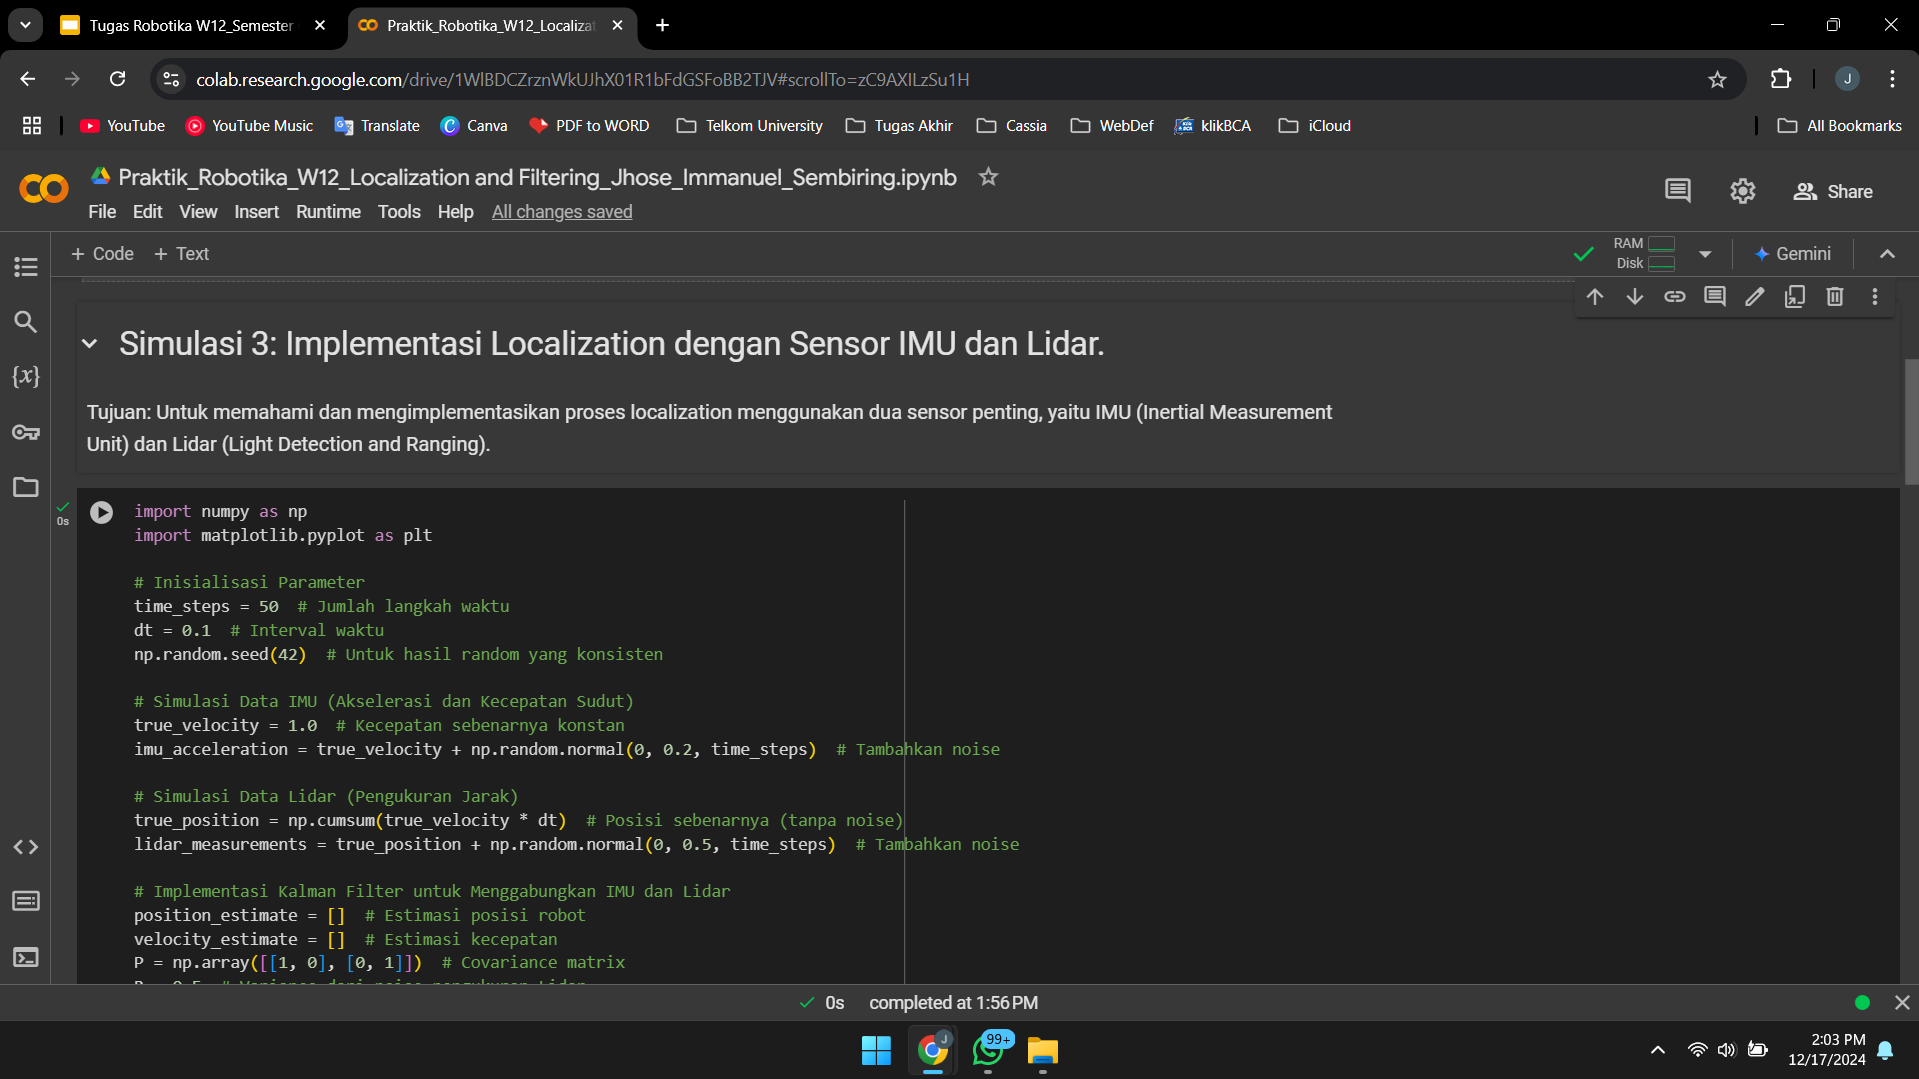 Tugas Robotika W12_Semester
Praktik_Robotika_W12_Localizat
colab.research.google.com/drive/1WlBDCZrznWkUJhX01R1bFdGSFoBB2TJV#scrollTo=zC9AXILzSu1H
J
YouTube
YouTube Music
Translate
Canva
PDF to WORD
Telkom University
Tugas Akhir
Cassia
WebDef
klikBCA
iCloud
All Bookmarks
Praktik_Robotika_W12_Localization and Filtering_Jhose_Immanuel_Sembiring.ipynb
Share
File Edit View Insert Runtime Tools Help All changes saved
+ Code + Text
RAM
Disk
Gemini
Simulasi 3: Implementasi Localization dengan Sensor IMU dan Lidar.
Tujuan: Untuk memahami dan mengimplementasikan proses localization menggunakan dua sensor penting, yaitu IMU (Inertial Measurement
Unit) dan Lidar (Light Detection and Ranging).
0s
import numpy as np
import matplotlib.pyplot as plt
# Inisialisasi Parameter
time_steps = 50  # Jumlah langkah waktu
dt = 0.1  # Interval waktu
np.random.seed(42)  # Untuk hasil random yang konsisten
# Simulasi Data IMU (Akselerasi dan Kecepatan Sudut)
true_velocity = 1.0  # Kecepatan sebenarnya konstan
imu_acceleration = true_velocity + np.random.normal(0, 0.2, time_steps)  # Tambahkan noise
# Simulasi Data Lidar (Pengukuran Jarak)
true_position = np.cumsum(true_velocity * dt)  # Posisi sebenarnya (tanpa noise)
lidar_measurements = true_position + np.random.normal(0, 0.5, time_steps)  # Tambahkan noise
# Implementasi Kalman Filter untuk Menggabungkan IMU dan Lidar
position_estimate = []  # Estimasi posisi robot
velocity_estimate = []  # Estimasi kecepatan
P = np.array([[1, 0], [0, 1]])  # Covariance matrix
0s completed at 1:56 PM
J
99+
2:03 PM
12/17/2024